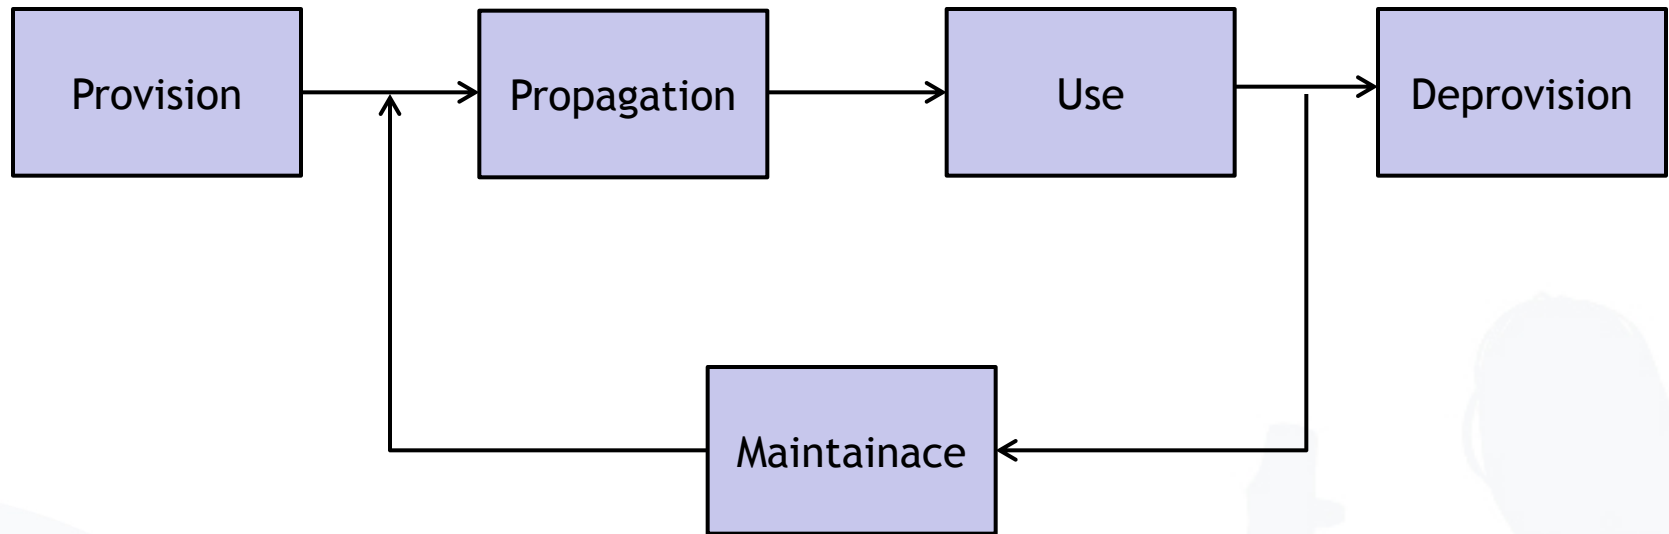 Provision
Propagation
Use
Deprovision
Maintainace